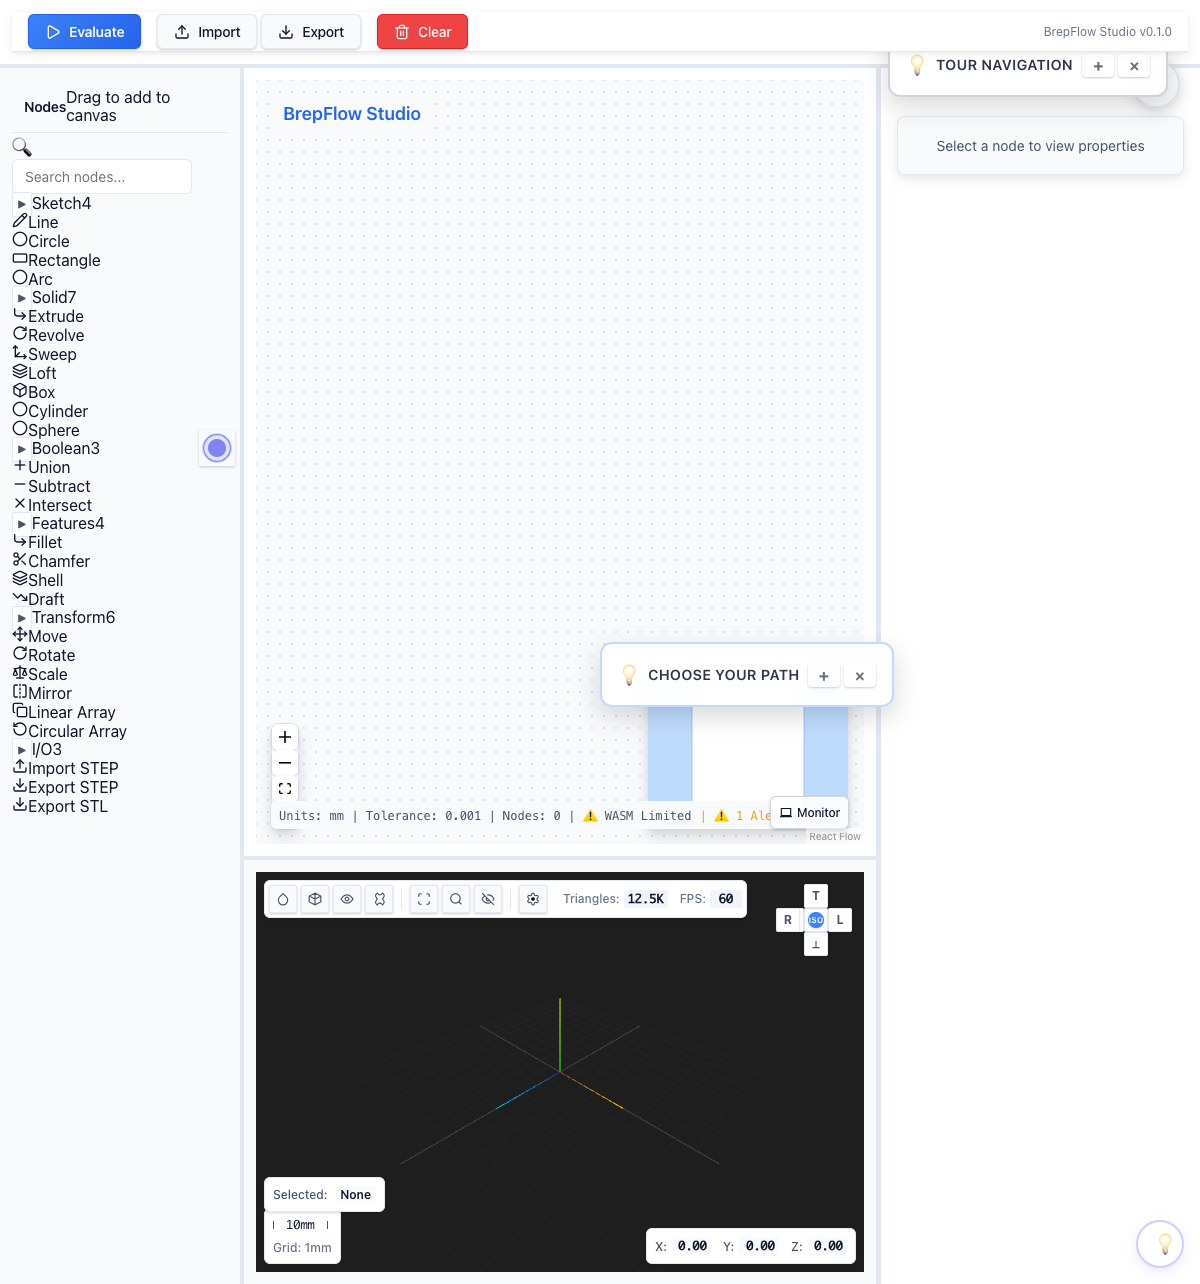 Evaluate
Import
Export
Clear
BrepFlow Studio v0.1.0
Nodes
Drag to add to
canvas
Search nodes...
Sketch4
Line
Circle
Rectangle
Arc
Solid7
Extrude
Revolve
Sweep
Loft
Box
Cylinder
Sphere
Boolean3
Union
Subtract
Intersect
Features4
Fillet
Chamfer
Shell
Draft
Transform6
Move
Rotate
Scale
Mirror
Linear Array
Circular Array
I/O3
Import STEP
Export STEP
Export STL
BrepFlow Studio
TOUR NAVIGATION + ×
Select a node to view properties
CHOOSE YOUR PATH + ×
Units: mm | Tolerance: 0.001 | Nodes: 0 | ⚠️ WASM Limited | ⚠️ 1 Ale
Monitor
React Flow
Triangles: 12.5K FPS: 60
T
R ISO L
⊥
Selected: None
10mm
Grid: 1mm
X: 0.00 Y: 0.00 Z: 0.00